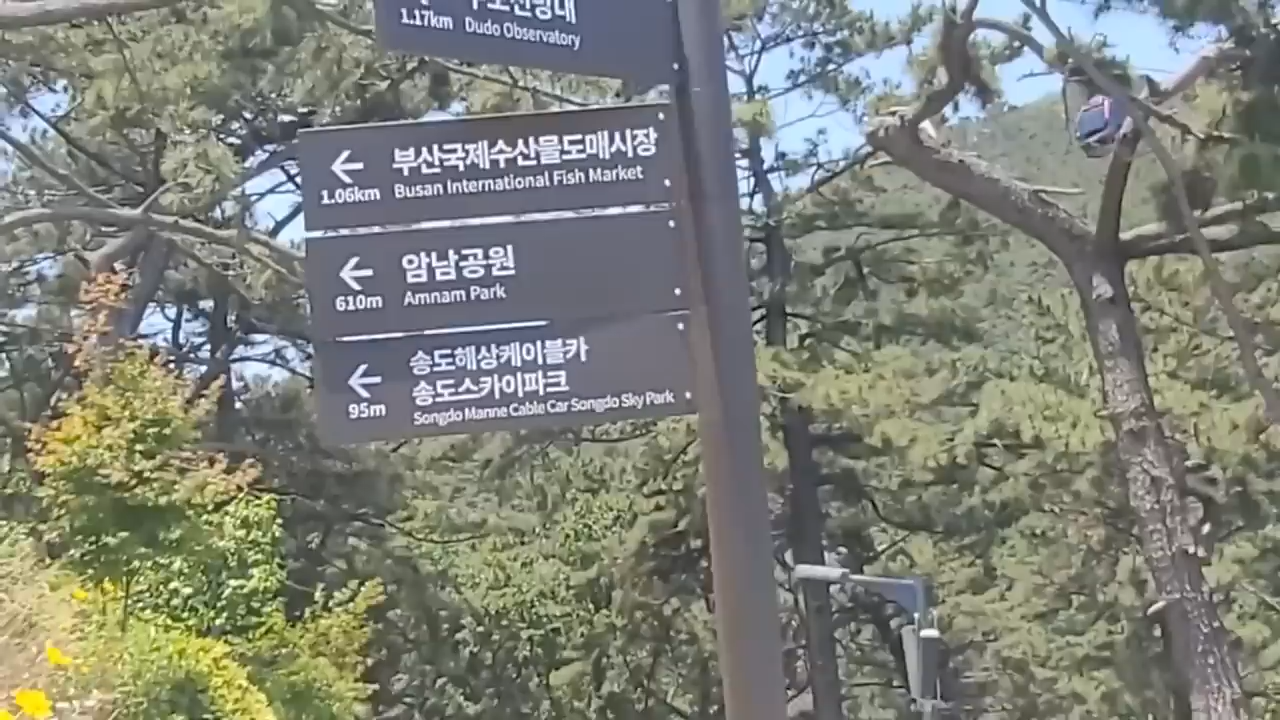 1.17km Dudo Observatory
부산국제수산물도매시장
1.06km Busan International Fish Market
암남공원
610m Amnam Park
송도해상케이블카
송도스카이파크
95m Songdo Marine Cable Car Songdo Sky Park